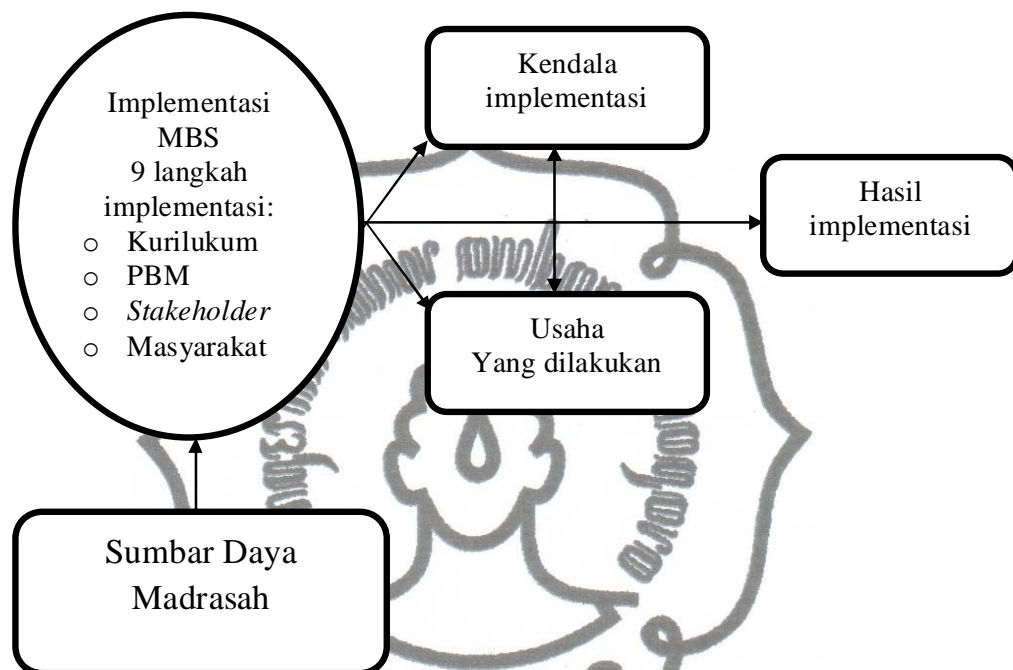 Implementasi
MBS
9 langkah
implementasi:
o Kurilukum
o PBM
o Stakeholder
o Masyarakat
Kendala
implementasi
Hasil
implementasi
Usaha
Yang dilakukan
Sumbar Daya
Madrasah